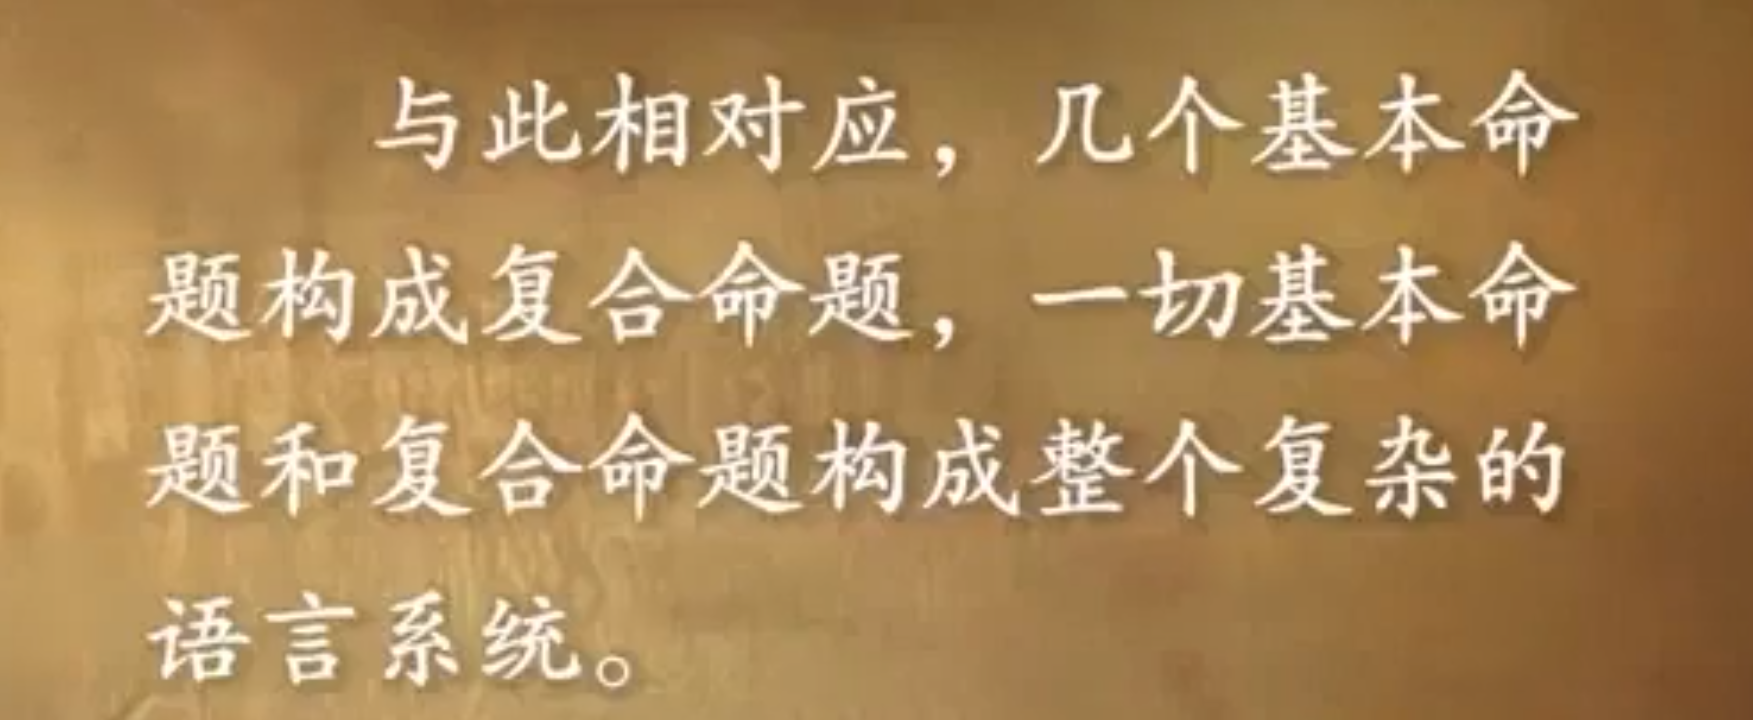 与此相对应，几个基本命
题构成复合命题，一切基本命
题和复合命题构成整个复杂的
语言系统。